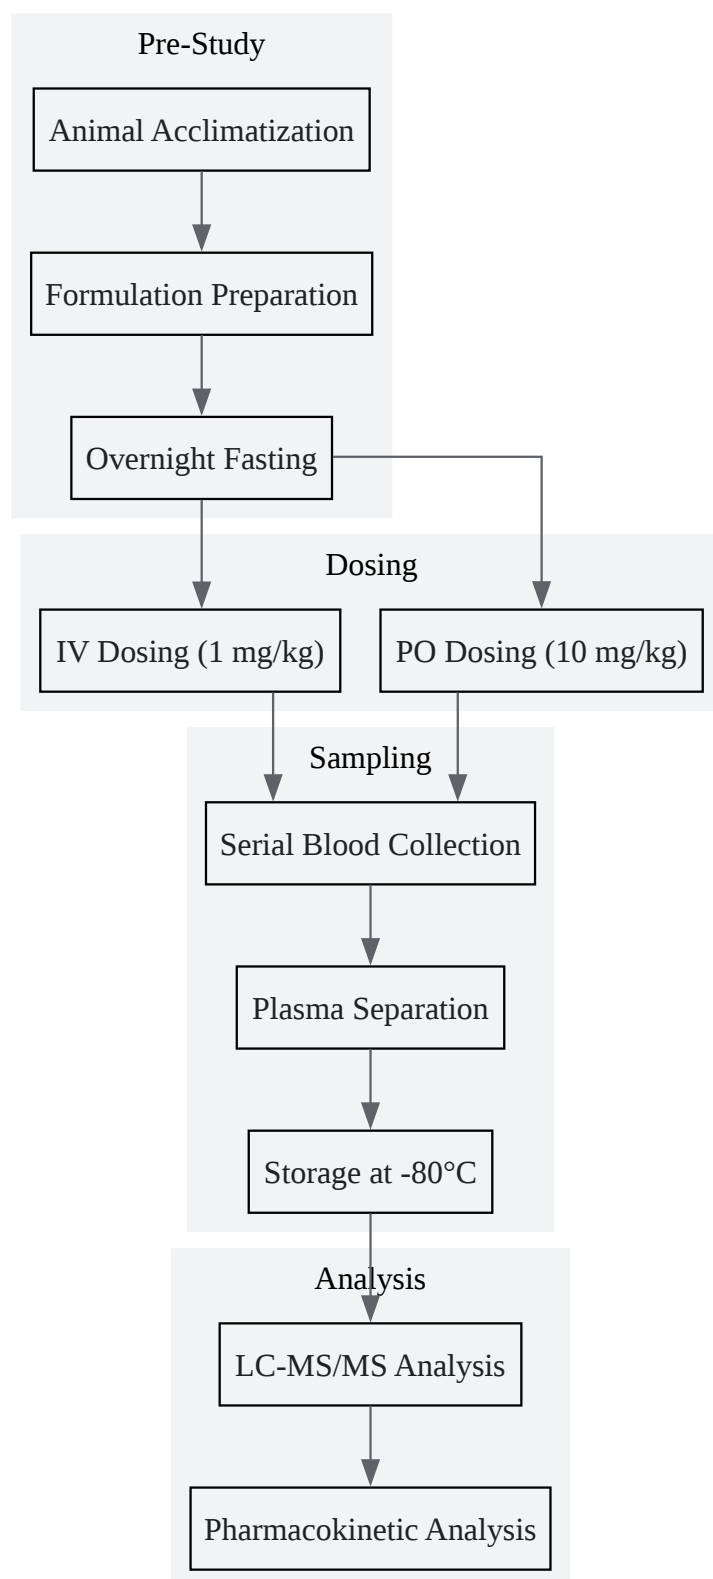 Pre-Study
Animal Acclimatization
Formulation Preparation
Overnight Fasting
Dosing
IV Dosing (1 mg/kg)
PO Dosing (10 mg/kg)
Sampling
Serial Blood Collection
Plasma Separation
Storage at -80°C
Analysis
LC-MS/MS Analysis
Pharmacokinetic Analysis